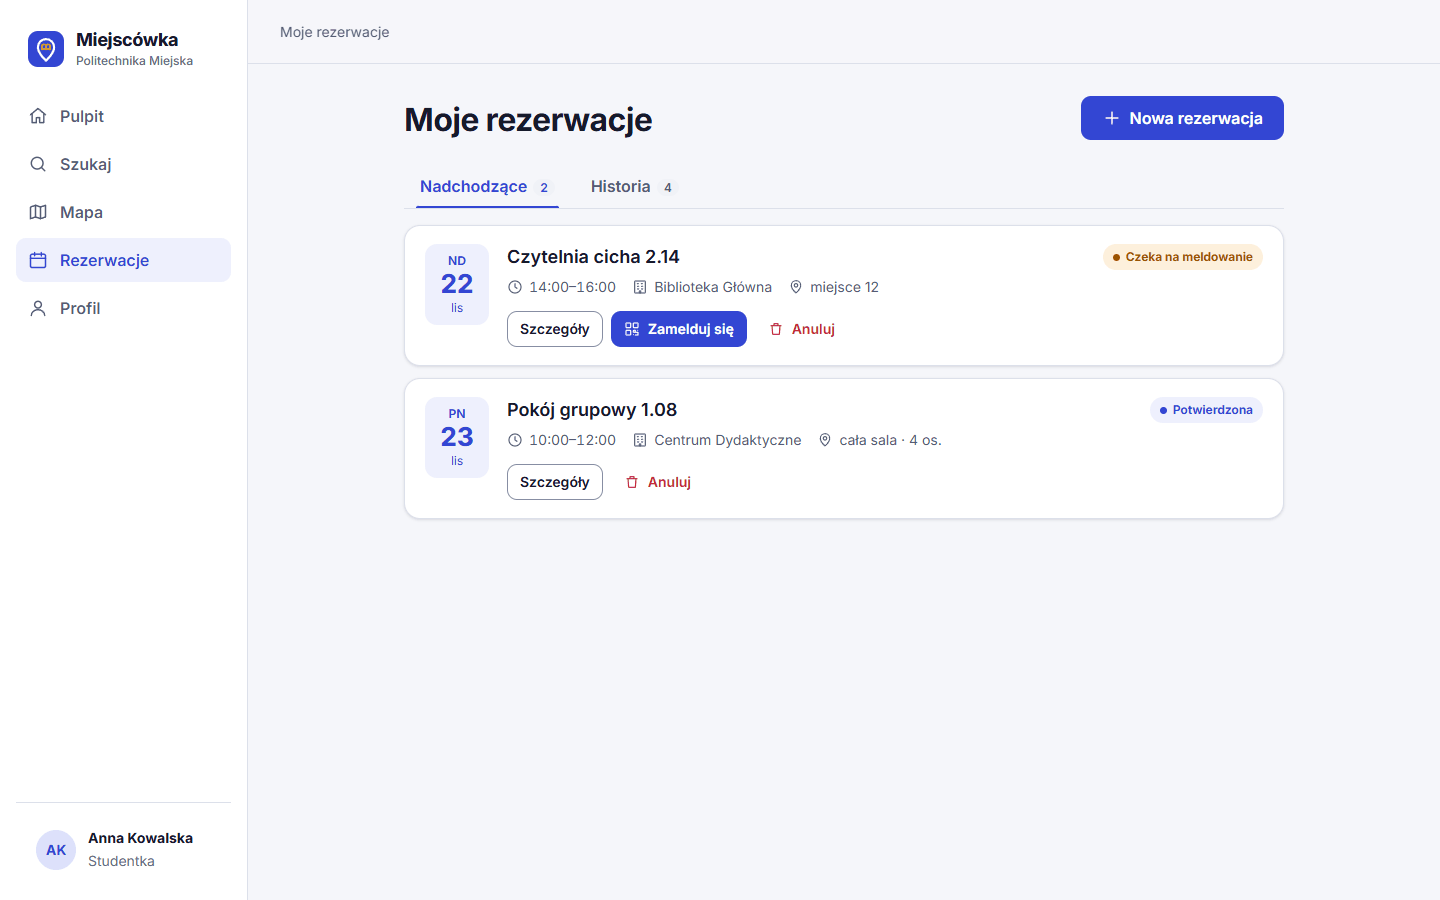 Miejscówka
Politechnika Miejska
Pulpit
Szukaj
Mapa
Rezerwacje
Profil
Anna Kowalska
AK
Studentka
Moje rezerwacje
Moje rezerwacje
Nowa rezerwacja
Nadchodzące 2
Historia 4
ND
22
lis
Czytelnia cicha 2.14
Czeka na meldowanie
14:00–16:00 Biblioteka Główna miejsce 12
Szczegóły Zamelduj się Anuluj
PN
23
lis
Pokój grupowy 1.08
Potwierdzona
10:00–12:00 Centrum Dydaktyczne cała sala · 4 os.
Szczegóły Anuluj